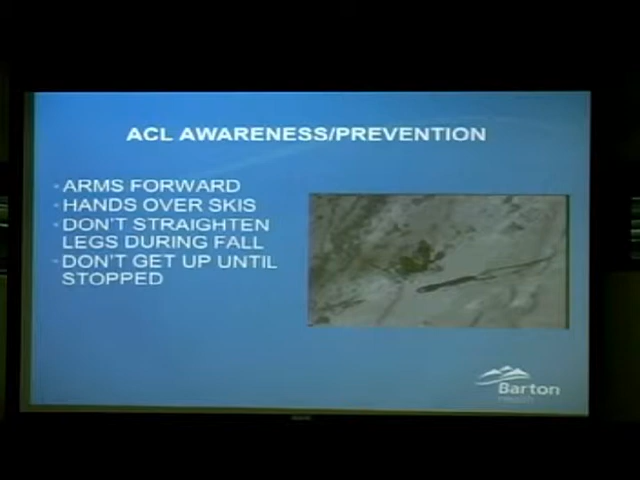 ACL AWARENESS/PREVENTION
• ARMS FORWARD
• HANDS OVER SKIS
• DON'T STRAIGHTEN
LEGS DURING FALL
• DON'T GET UP UNTIL
STOPPED
Barton
Health